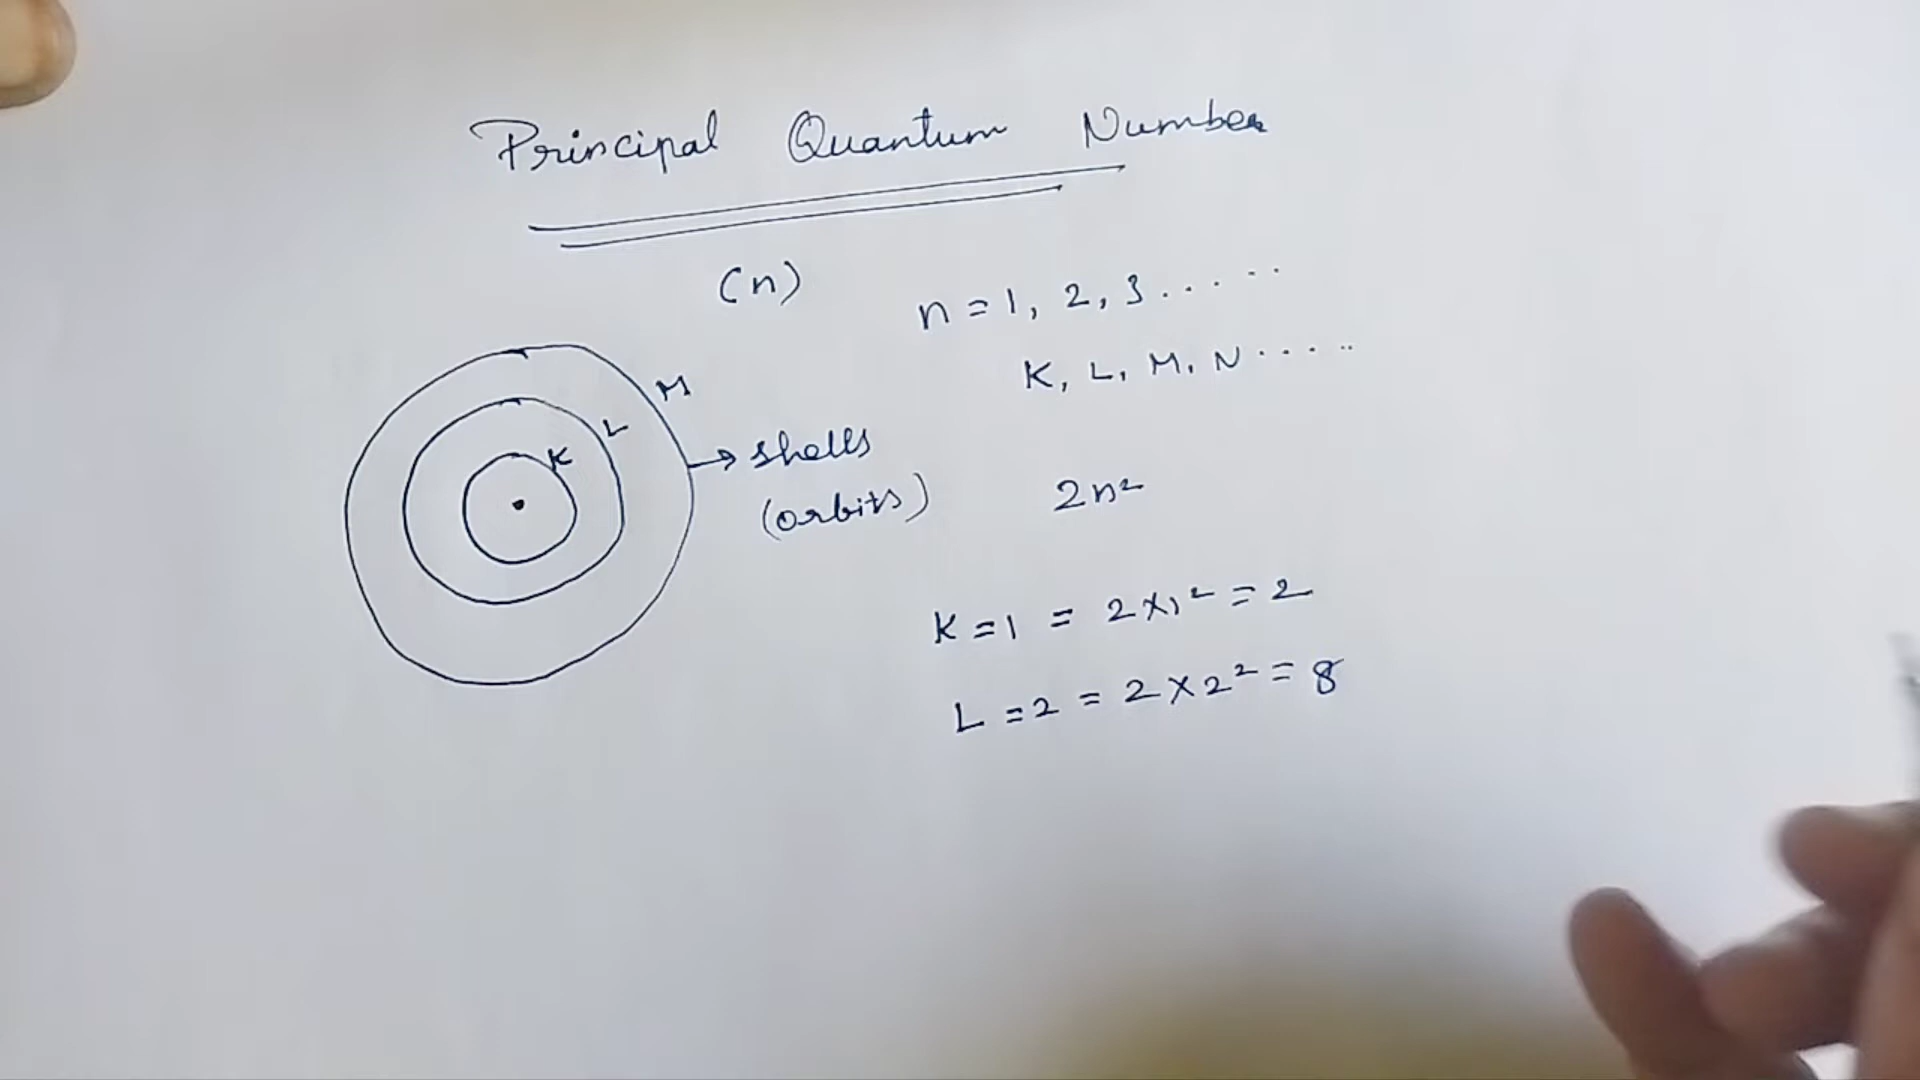 Principal Quantum Number
(n)
n = 1, 2, 3 . . . . . .
K, L, M, N . . . . . .
M
L
K
→ shells
(orbits)
2n²
K = 1 = 2 × 1² = 2
L = 2 = 2 × 2² = 8